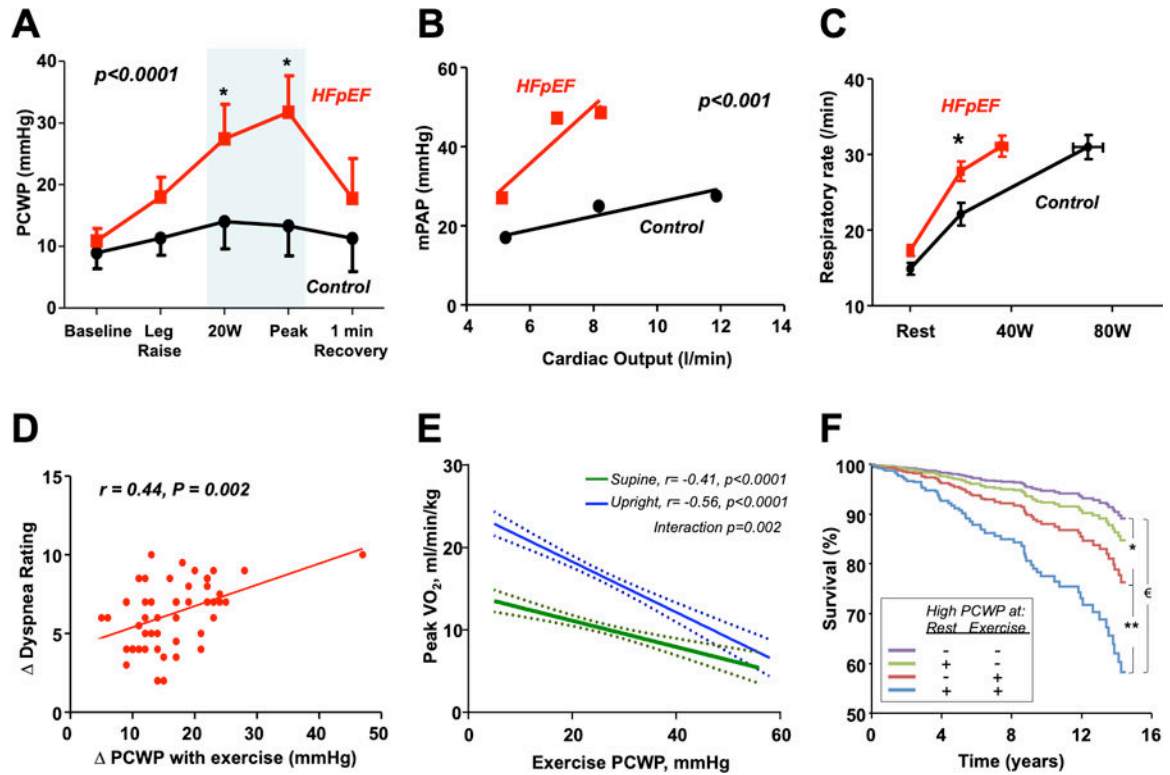 A
p<0.0001
*
*
HFpEF
Control
PCWP (mmHg)
40
30
20
10
0
Baseline
Leg
Raise
20W
Peak
1 min
Recovery
B
HFpEF
p<0.001
Control
mPAP (mmHg)
60
40
20
0
4 6 8 10 12 14
Cardiac Output (l/min)
C
HFpEF
*
Control
Respiratory rate (/min)
40
30
20
10
Rest 40W 80W
D
r = 0.44, P = 0.002
Δ Dyspnea Rating
15
10
5
0
0 10 20 30 40 50
Δ PCWP with exercise (mmHg)
E
Supine, r= -0.41, p<0.0001
Upright, r= -0.56, p<0.0001
Interaction p=0.002
Peak VO2, ml/min/kg
30
20
10
0
0 20 40 60
Exercise PCWP, mmHg
F
Survival (%)
100
90
80
70
60
50
*
**
€
High PCWP at:
Rest Exercise
- -
+ -
- +
+ +
0 4 8 12 16
Time (years)